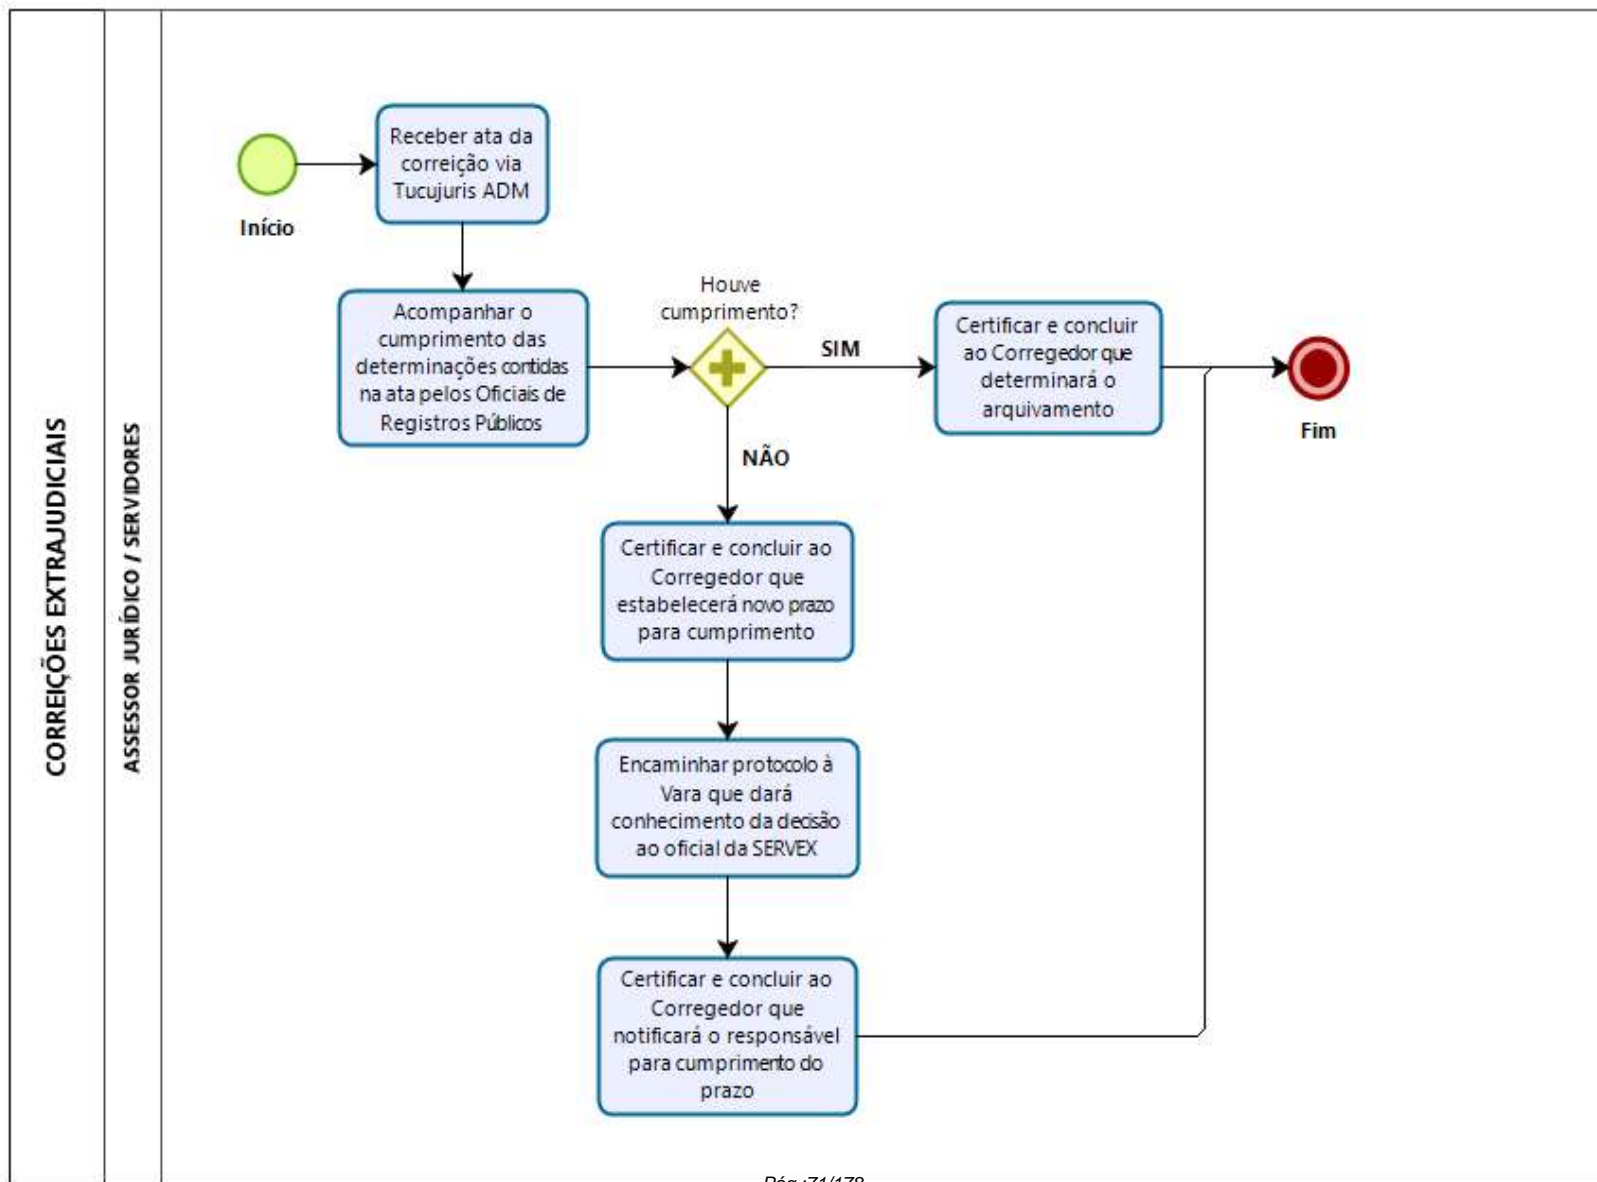 CORREIÇÕES EXTRAJUDICIAIS
ASSESSOR JURÍDICO / SERVIDORES
Início
Receber ata da
correição via
Tucujuris ADM
Acompanhar o
cumprimento das
determinações contidas
na ata pelos Oficiais de
Registros Públicos
Houve
cumprimento?
SIM
Certificar e concluir
ao Corregedor que
determinará o
arquivamento
Fim
NÃO
Certificar e concluir ao
Corregedor que
estabelecerá novo prazo
para cumprimento
Encaminhar protocolo à
Vara que dará
conhecimento da decisão
ao oficial da SERVEX
Certificar e concluir ao
Corregedor que
notificará o responsável
para cumprimento do
prazo
Pág.:71/178